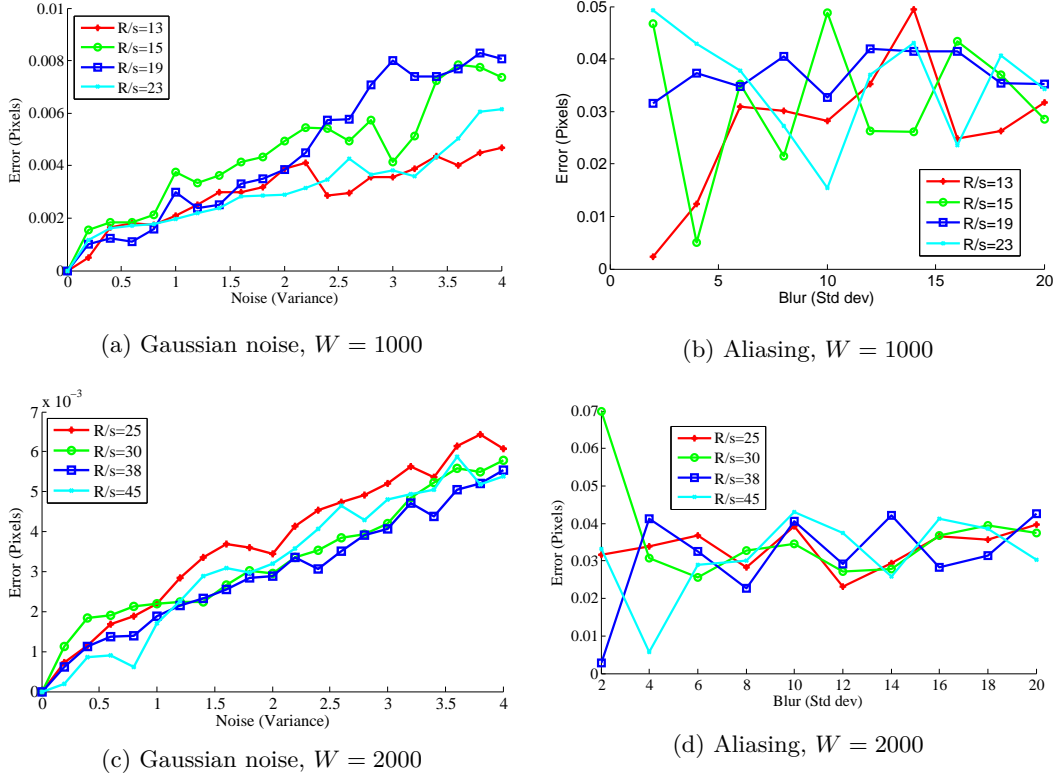 0.01
0.008
0.006
0.004
0.002
0
Error (Pixels)
R/s=13
R/s=15
R/s=19
R/s=23
0 0.5 1 1.5 2 2.5 3 3.5 4
Noise (Variance)
(a) Gaussian noise, W = 1000
0.05
0.04
0.03
0.02
0.01
0
Error (Pixels)
R/s=13
R/s=15
R/s=19
R/s=23
0 5 10 15 20
Blur (Std dev)
(b) Aliasing, W = 1000
x 10⁻³
7
6
5
4
3
2
1
0
Error (Pixels)
R/s=25
R/s=30
R/s=38
R/s=45
0 0.5 1 1.5 2 2.5 3 3.5 4
Noise (Variance)
(c) Gaussian noise, W = 2000
0.07
0.06
0.05
0.04
0.03
0.02
0.01
0
Error (Pixels)
R/s=25
R/s=30
R/s=38
R/s=45
2 4 6 8 10 12 14 16 18 20
Blur (Std dev)
(d) Aliasing, W = 2000